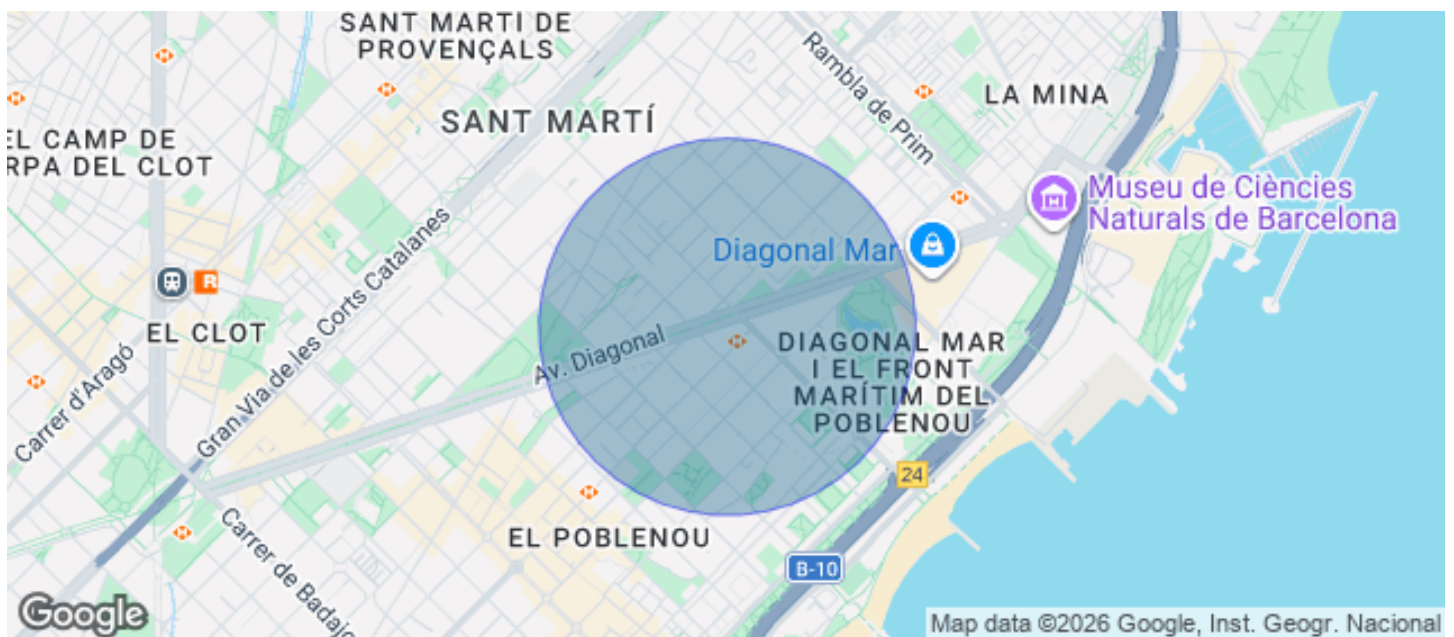 SANT MARTÍ DE
PROVENÇALS
Rambla de Prim
LA MINA
SANT MARTÍ
EL CAMP DE
RPA DEL CLOT
Museu de Ciències
Naturals de Barcelona
Diagonal Mar
R
EL CLOT
Gran Via de les Corts Catalanes
Av. Diagonal
DIAGONAL MAR
I EL FRONT
MARÍTIM DEL
POBLENOU
Carrer d'Aragó
24
EL POBLENOU
B-10
Carrer de Badajo
Google
Map data ©2026 Google, Inst. Geogr. Nacional